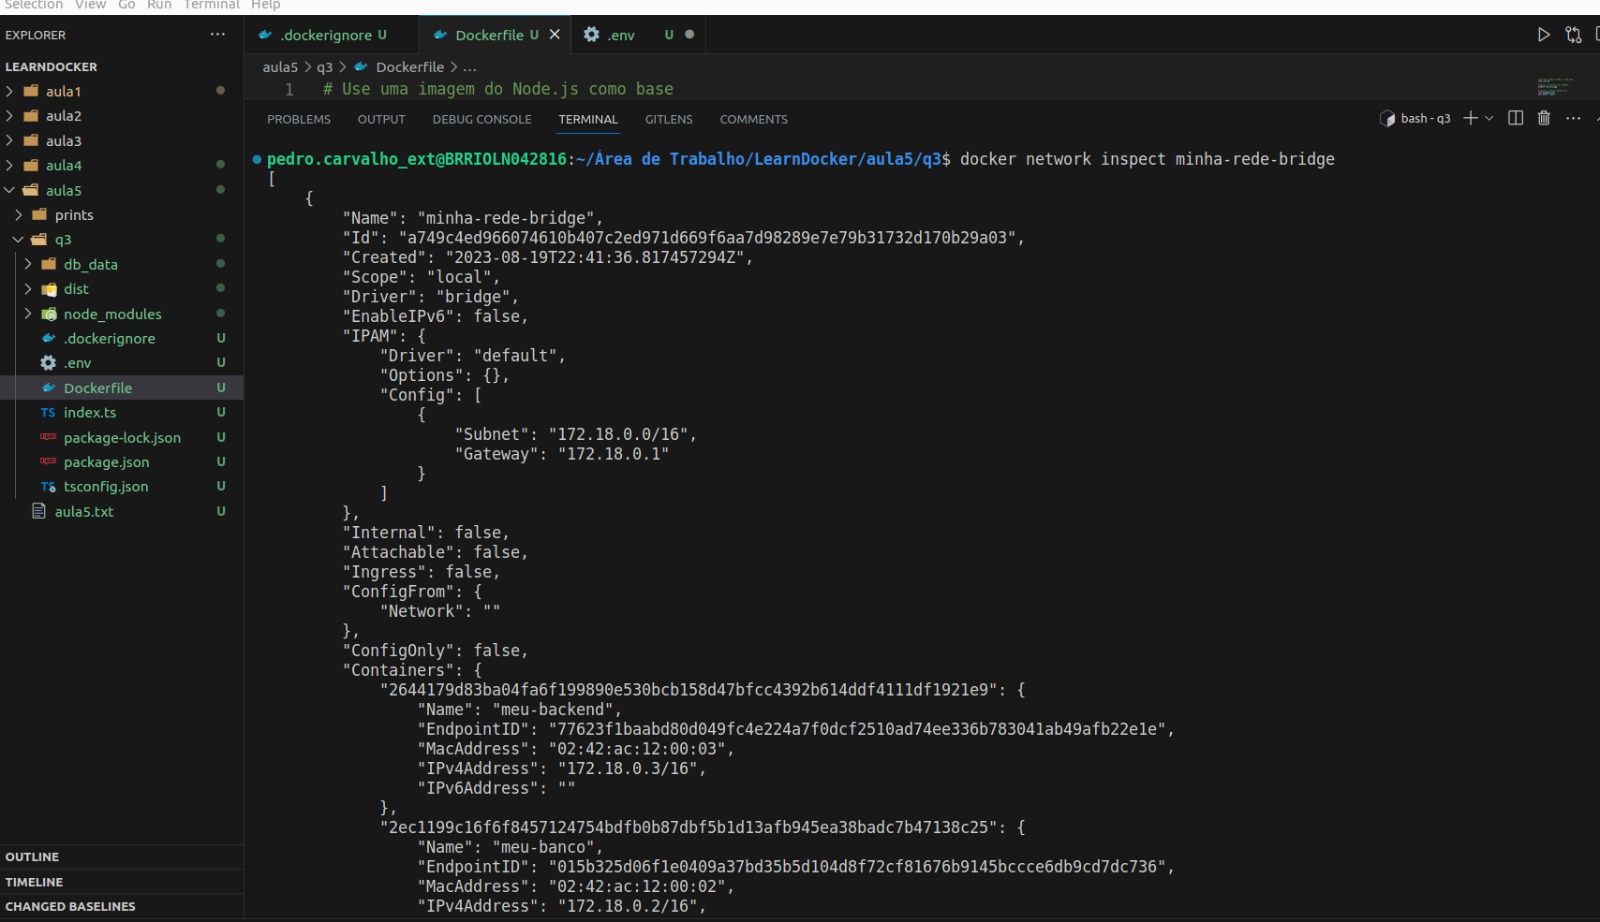 Selection View Go Run Terminal Help
EXPLORER ···
.dockerignore U Dockerfile U .env U
LEARNDOCKER
aula1
aula2
aula3
aula4
aula5
prints
q3
db_data
dist
node_modules
.dockerignore U
.env U
Dockerfile U
index.ts U
package-lock.json U
package.json U
tsconfig.json U
aula5.txt U
OUTLINE
TIMELINE
CHANGED BASELINES
aula5 > q3 > Dockerfile > ...
1 # Use uma imagem do Node.js como base
PROBLEMS OUTPUT DEBUG CONSOLE TERMINAL GITLENS COMMENTS bash - q3
pedro.carvalho_ext@BRRIOLN042816:~/Área de Trabalho/LearnDocker/aula5/q3$ docker network inspect minha-rede-bridge
[
{
"Name": "minha-rede-bridge",
"Id": "a749c4ed966074610b407c2ed971d669f6aa7d98289e7e79b31732d170b29a03",
"Created": "2023-08-19T22:41:36.817457294Z",
"Scope": "local",
"Driver": "bridge",
"EnableIPv6": false,
"IPAM": {
"Driver": "default",
"Options": {},
"Config": [
{
"Subnet": "172.18.0.0/16",
"Gateway": "172.18.0.1"
}
]
},
"Internal": false,
"Attachable": false,
"Ingress": false,
"ConfigFrom": {
"Network": ""
},
"ConfigOnly": false,
"Containers": {
"2644179d83ba04fa6f199890e530bcb158d47bfcc4392b614ddf4111df1921e9": {
"Name": "meu-backend",
"EndpointID": "77623f1baabd80d049fc4e224a7f0dcf2510ad74ee336b783041ab49afb22e1e",
"MacAddress": "02:42:ac:12:00:03",
"IPv4Address": "172.18.0.3/16",
"IPv6Address": ""
},
"2ec1199c16f6f8457124754bdfb0b87dbf5b1d13afb945ea38badc7b47138c25": {
"Name": "meu-banco",
"EndpointID": "015b325d06f1e0409a37bd35b5d104d8f72cf81676b9145bccce6db9cd7dc736",
"MacAddress": "02:42:ac:12:00:02",
"IPv4Address": "172.18.0.2/16",